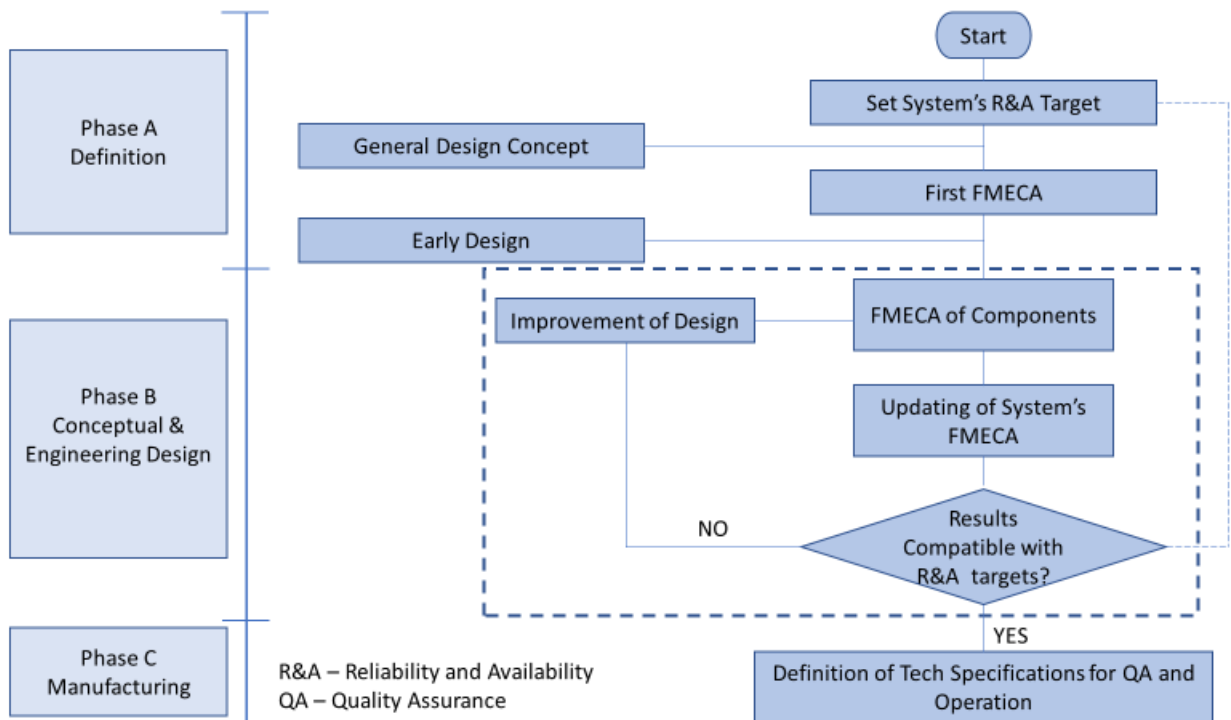 Start
Phase A
Definition
Set System's R&A Target
General Design Concept
First FMECA
Early Design
Phase B
Conceptual &
Engineering Design
Improvement of Design
FMECA of Components
Updating of System's
FMECA
NO
Results
Compatible with
R&A targets?
YES
Phase C
Manufacturing
R&A – Reliability and Availability
QA – Quality Assurance
Definition of Tech Specifications for QA and
Operation